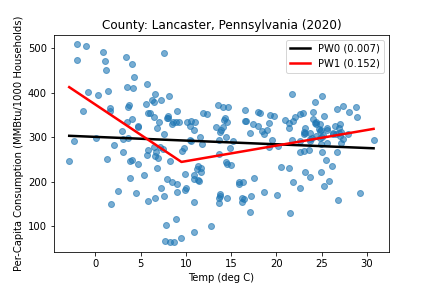 County: Lancaster, Pennsylvania (2020)
Per-Capita Consumption (MMBtu/1000 Households)
500
400
300
200
100
PW0 (0.007)
PW1 (0.152)
0 5 10 15 20 25 30
Temp (deg C)